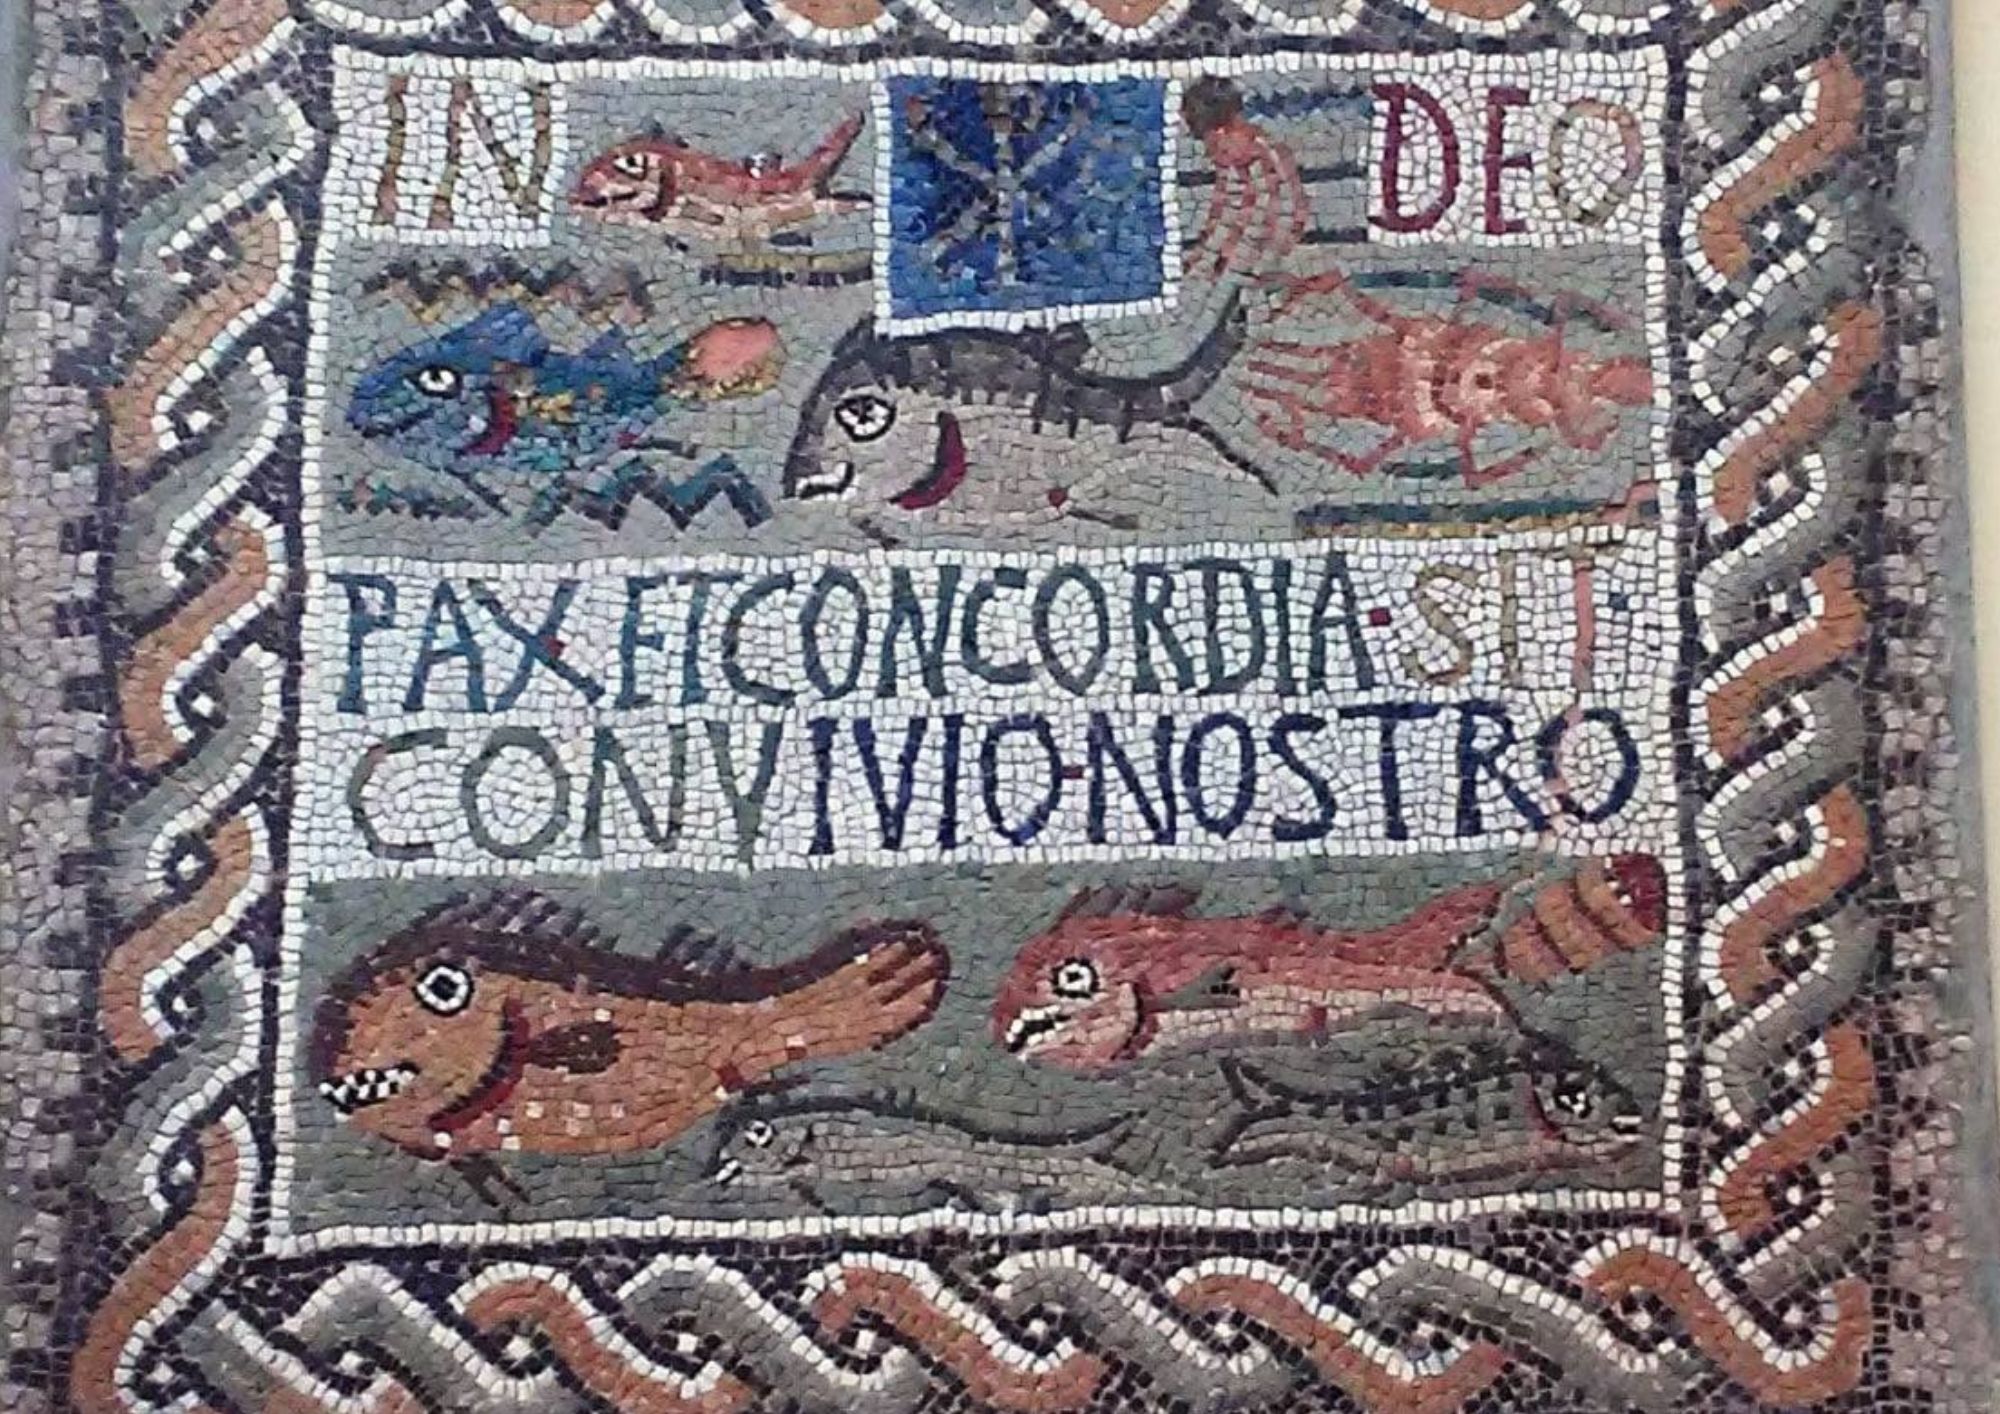 IN DEO
PAX·ET CONCORDIA·SIT·
CONVIVIO·NOSTRO